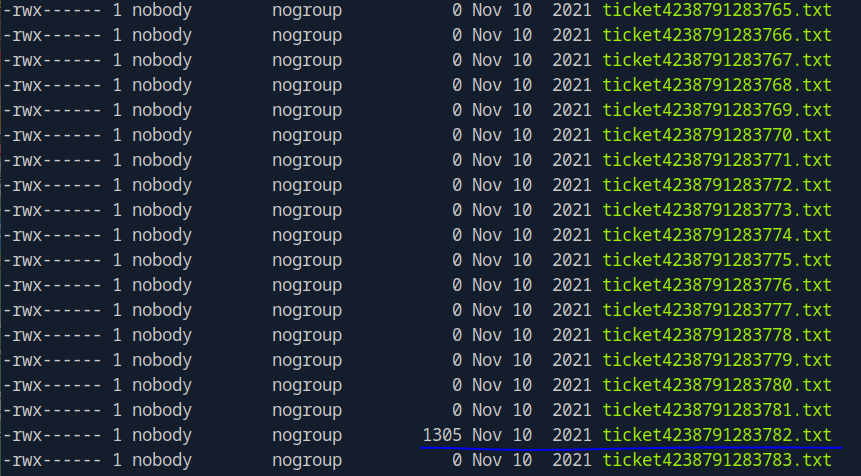 -rwx------ 1 nobody nogroup 0 Nov 10 2021 ticket4238791283765.txt
-rwx------ 1 nobody nogroup 0 Nov 10 2021 ticket4238791283766.txt
-rwx------ 1 nobody nogroup 0 Nov 10 2021 ticket4238791283767.txt
-rwx------ 1 nobody nogroup 0 Nov 10 2021 ticket4238791283768.txt
-rwx------ 1 nobody nogroup 0 Nov 10 2021 ticket4238791283769.txt
-rwx------ 1 nobody nogroup 0 Nov 10 2021 ticket4238791283770.txt
-rwx------ 1 nobody nogroup 0 Nov 10 2021 ticket4238791283771.txt
-rwx------ 1 nobody nogroup 0 Nov 10 2021 ticket4238791283772.txt
-rwx------ 1 nobody nogroup 0 Nov 10 2021 ticket4238791283773.txt
-rwx------ 1 nobody nogroup 0 Nov 10 2021 ticket4238791283774.txt
-rwx------ 1 nobody nogroup 0 Nov 10 2021 ticket4238791283775.txt
-rwx------ 1 nobody nogroup 0 Nov 10 2021 ticket4238791283776.txt
-rwx------ 1 nobody nogroup 0 Nov 10 2021 ticket4238791283777.txt
-rwx------ 1 nobody nogroup 0 Nov 10 2021 ticket4238791283778.txt
-rwx------ 1 nobody nogroup 0 Nov 10 2021 ticket4238791283779.txt
-rwx------ 1 nobody nogroup 0 Nov 10 2021 ticket4238791283780.txt
-rwx------ 1 nobody nogroup 0 Nov 10 2021 ticket4238791283781.txt
-rwx------ 1 nobody nogroup 1305 Nov 10 2021 ticket4238791283782.txt
-rwx------ 1 nobody nogroup 0 Nov 10 2021 ticket4238791283783.txt